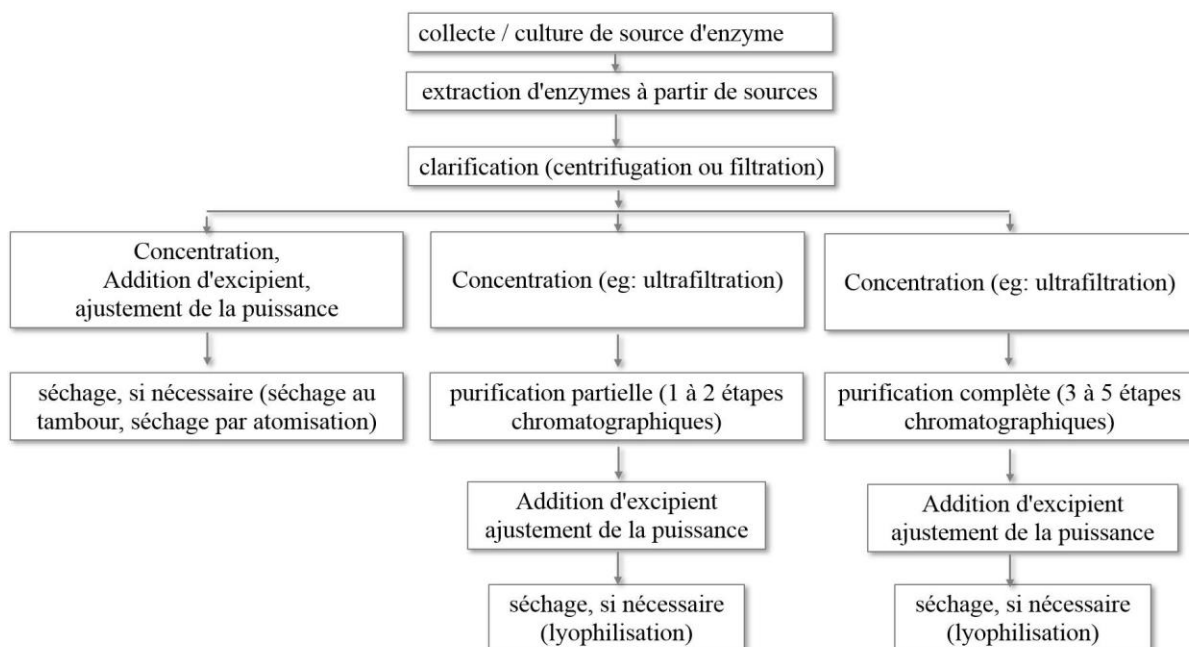 collecte / culture de source d'enzyme
extraction d'enzymes à partir de sources
clarification (centrifugation ou filtration)
Concentration,
Addition d'excipient,
ajustement de la puissance
Concentration (eg: ultrafiltration)
Concentration (eg: ultrafiltration)
séchage, si nécessaire (séchage au
tambour, séchage par atomisation)
purification partielle (1 à 2 étapes
chromatographiques)
purification complète (3 à 5 étapes
chromatographiques)
Addition d'excipient
ajustement de la puissance
Addition d'excipient
ajustement de la puissance
séchage, si nécessaire
(lyophilisation)
séchage, si nécessaire
(lyophilisation)